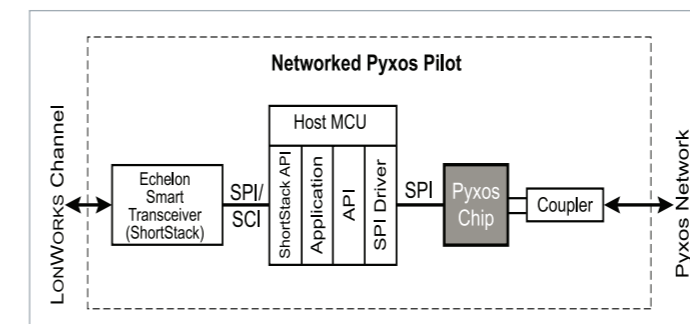 Networked Pyxos Pilot
LONWORKS Channel
Echelon
Smart
Transceiver
(ShortStack)
SPI/
SCI
Host MCU
ShortStack API
Application
API
SPI Driver
SPI
Pyxos
Chip
Coupler
Pyxos Network